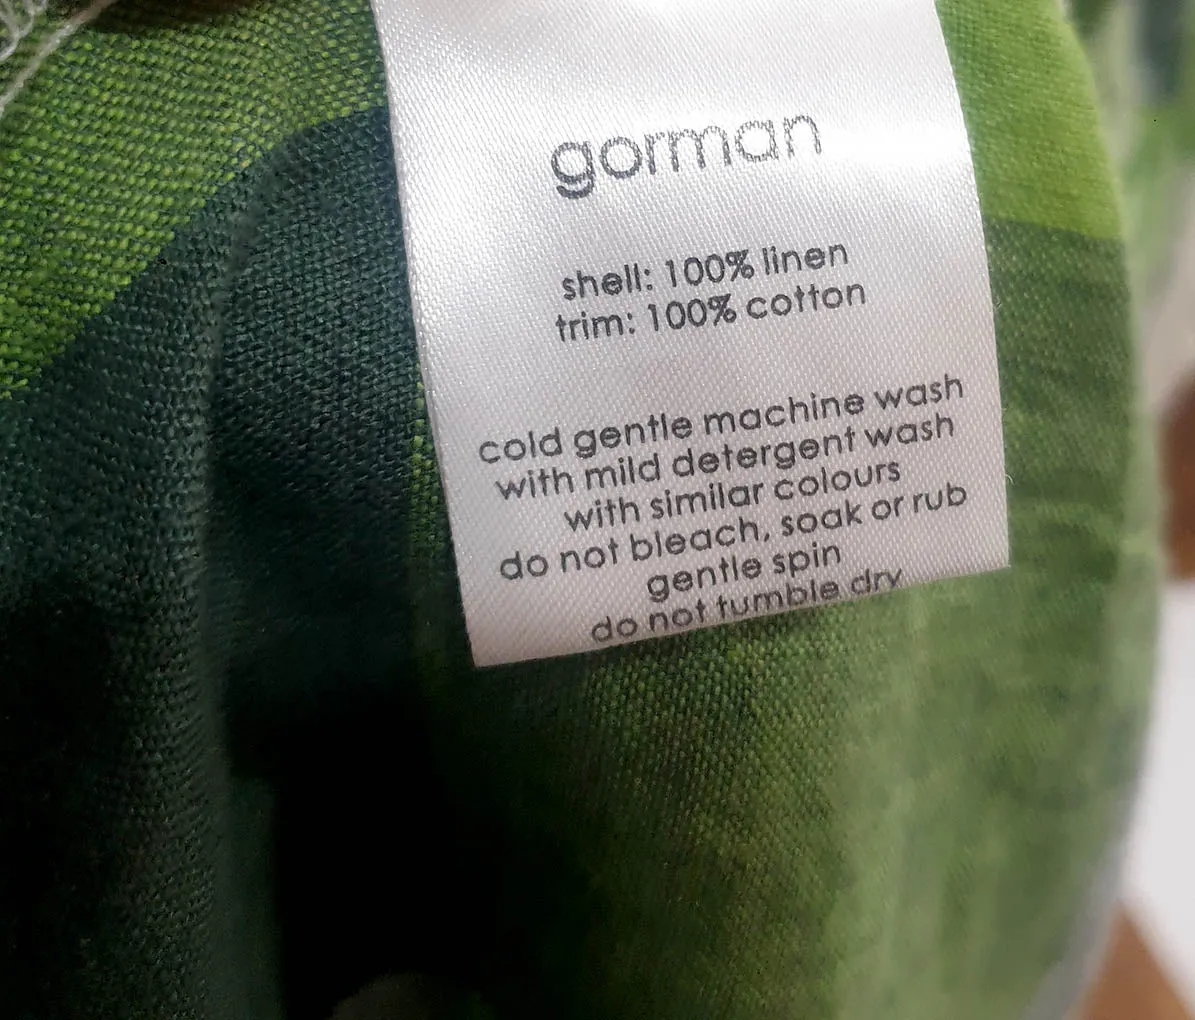 gorman
shell: 100% linen
trim: 100% cotton
cold gentle machine wash
with mild detergent wash
with similar colours
do not bleach, soak or rub
gentle spin
do not tumble dry